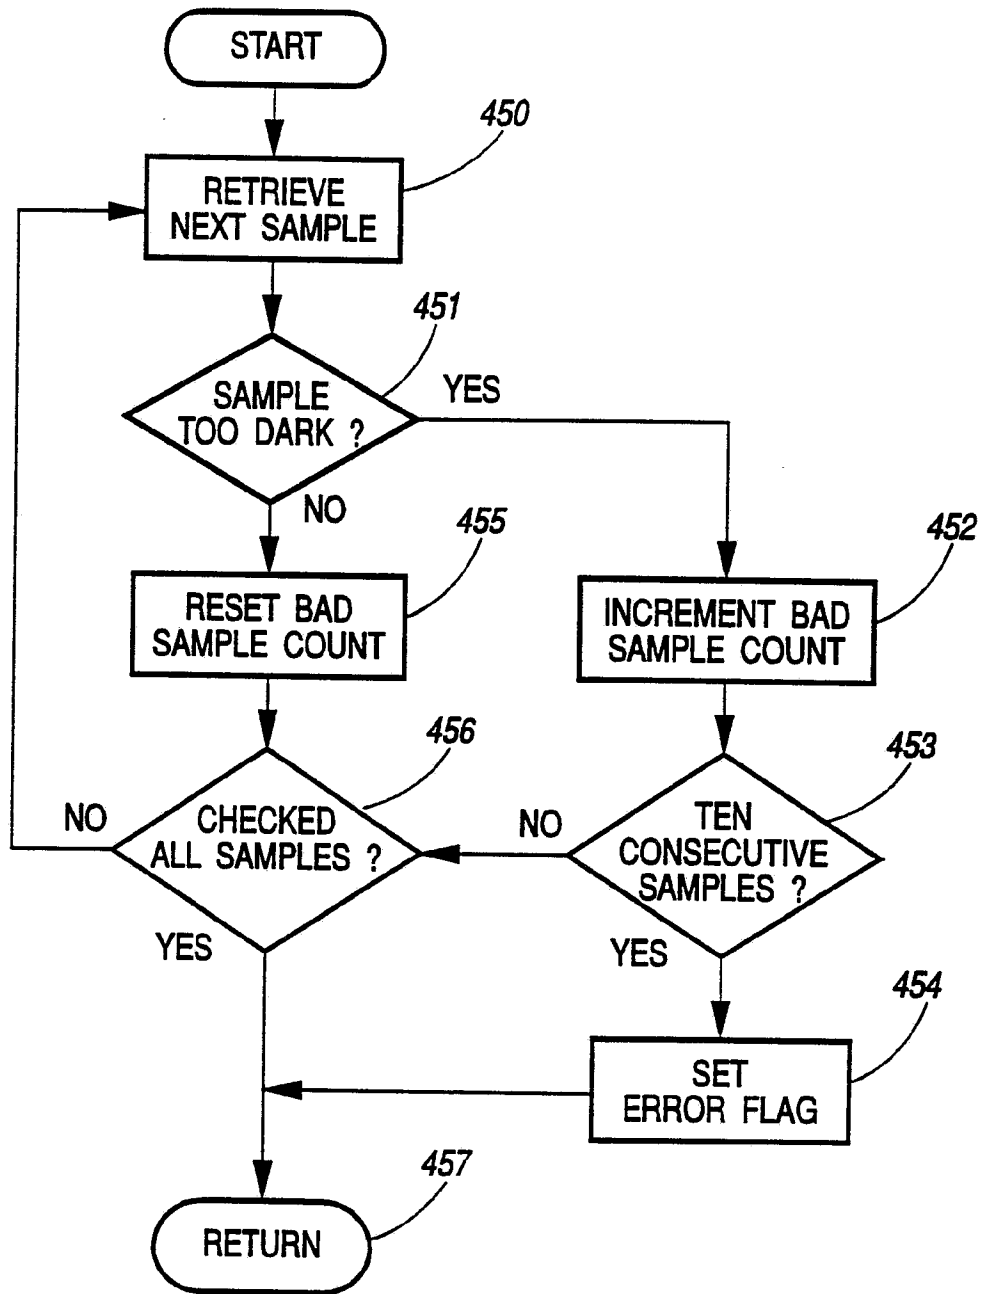 START
450
RETRIEVE
NEXT SAMPLE
451
SAMPLE
TOO DARK ?
YES
NO
455
RESET BAD
SAMPLE COUNT
452
INCREMENT BAD
SAMPLE COUNT
456
CHECKED
ALL SAMPLES ?
NO
YES
453
TEN
CONSECUTIVE
SAMPLES ?
NO
YES
454
SET
ERROR FLAG
457
RETURN